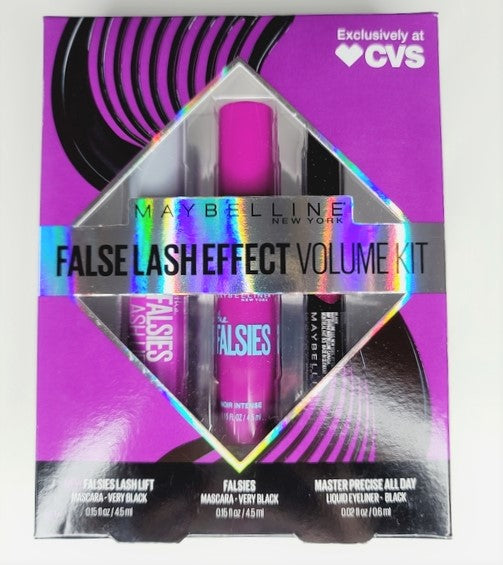 Exclusively at
CVS
MAYBELLINE
NEW YORK
FALSE LASH EFFECT VOLUME KIT
FALSIES
MAYBELLINE
NEW YORK
FALSIES
NOIR INTENSE
FL OZ / 4.5 ml
MAYBELLINE
FALSIES LASH LIFT
MASCARA • VERY BLACK
0.15 fl oz / 4.5 ml
FALSIES
MASCARA • VERY BLACK
0.15 fl oz / 4.5 ml
MASTER PRECISE ALL DAY
LIQUID EYELINER • BLACK
0.02 fl oz / 0.6 ml